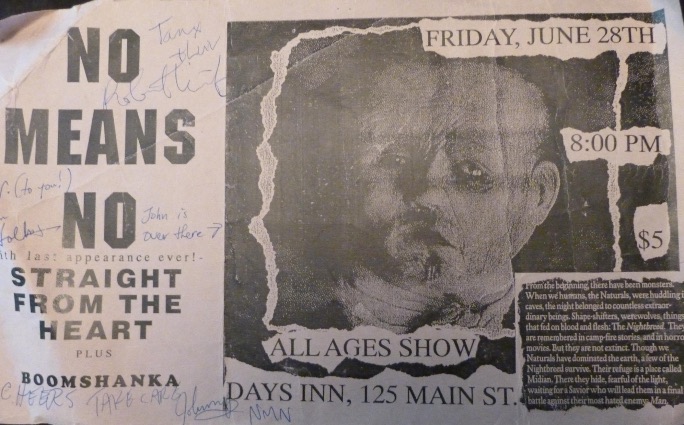 NO
MEANS
NO
Tanx
then
(to you!)
John is
over there →
last appearance ever!-
STRAIGHT
FROM THE
HEART
PLUS
BOOMSHANKA
CHEERS TAKE CARE
NMN
FRIDAY, JUNE 28TH
8:00 PM
$5
From the beginning, there have been monsters.
When we humans, the Naturals, were huddling i
caves, the night belonged to countless extraor-
dinary beings. Shape-shifters, werewolves, things
that fed on blood and flesh: The Nightbreed. They
are remembered in camp-fire stories, and in horro
movies. But they are not extinct. Though we
Naturals have dominated the earth, a few of the
Nightbreed survive. Their refuge is a place called
Midian. There they hide, fearful of the light,
waiting for a Savior who will lead them in a final
battle against their most hated enemy, Man.
ALL AGES SHOW
DAYS INN, 125 MAIN ST.